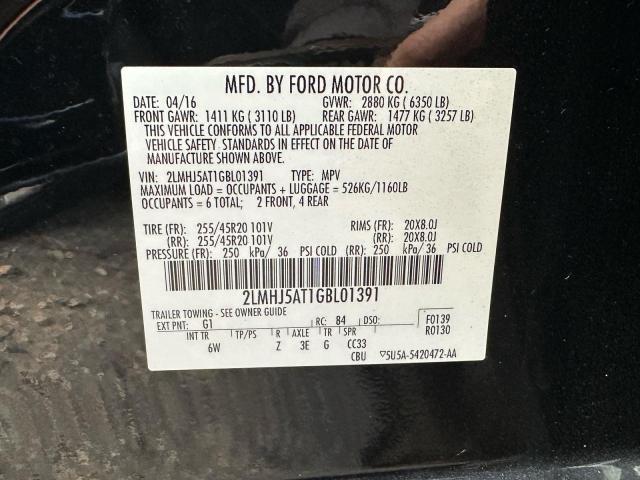 MFD. BY FORD MOTOR CO.
DATE: 04/16 GVWR: 2880 KG ( 6350 LB)
FRONT GAWR: 1411 KG ( 3110 LB) REAR GAWR: 1477 KG ( 3257 LB)
THIS VEHICLE CONFORMS TO ALL APPLICABLE FEDERAL MOTOR
VEHICLE SAFETY STANDARDS IN EFFECT ON THE DATE OF
MANUFACTURE SHOWN ABOVE.
VIN: 2LMHJ5AT1GBL01391 TYPE: MPV
MAXIMUM LOAD = OCCUPANTS + LUGGAGE = 526KG/1160LB
OCCUPANTS = 6 TOTAL; 2 FRONT, 4 REAR
TIRE (FR): 255/45R20 101V RIMS (FR): 20X8.0J
(RR): 255/45R20 101V (RR): 20X8.0J
PRESSURE (FR): 250 kPa/ 36 PSI COLD (RR): 250 kPa/ 36 PSI COLD
2LMHJ5AT1GBL01391
TRAILER TOWING - SEE OWNER GUIDE
EXT PNT: G1 RC: 84 DSO: F0139
INT TR TP/PS R AXLE TR SPR R0130
6W Z 3E G CC33
CBU ▽5U5A-5420472-AA